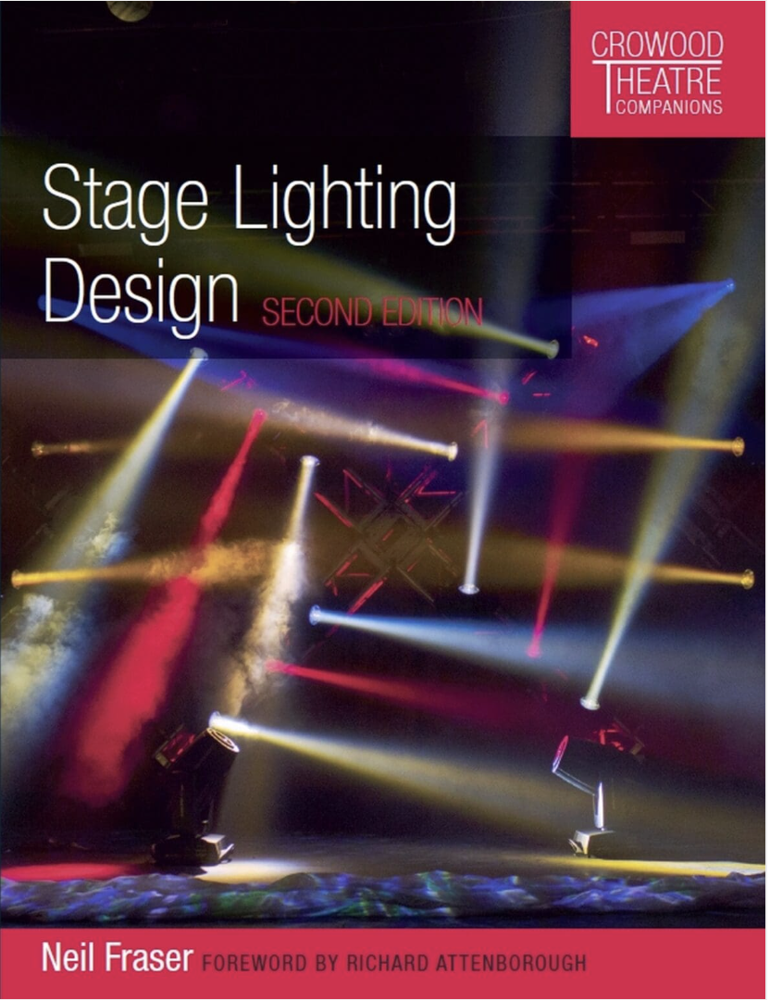 CROWOOD
THEATRE
COMPANIONS
Stage Lighting
Design SECOND EDITION
Neil Fraser FOREWORD BY RICHARD ATTENBOROUGH